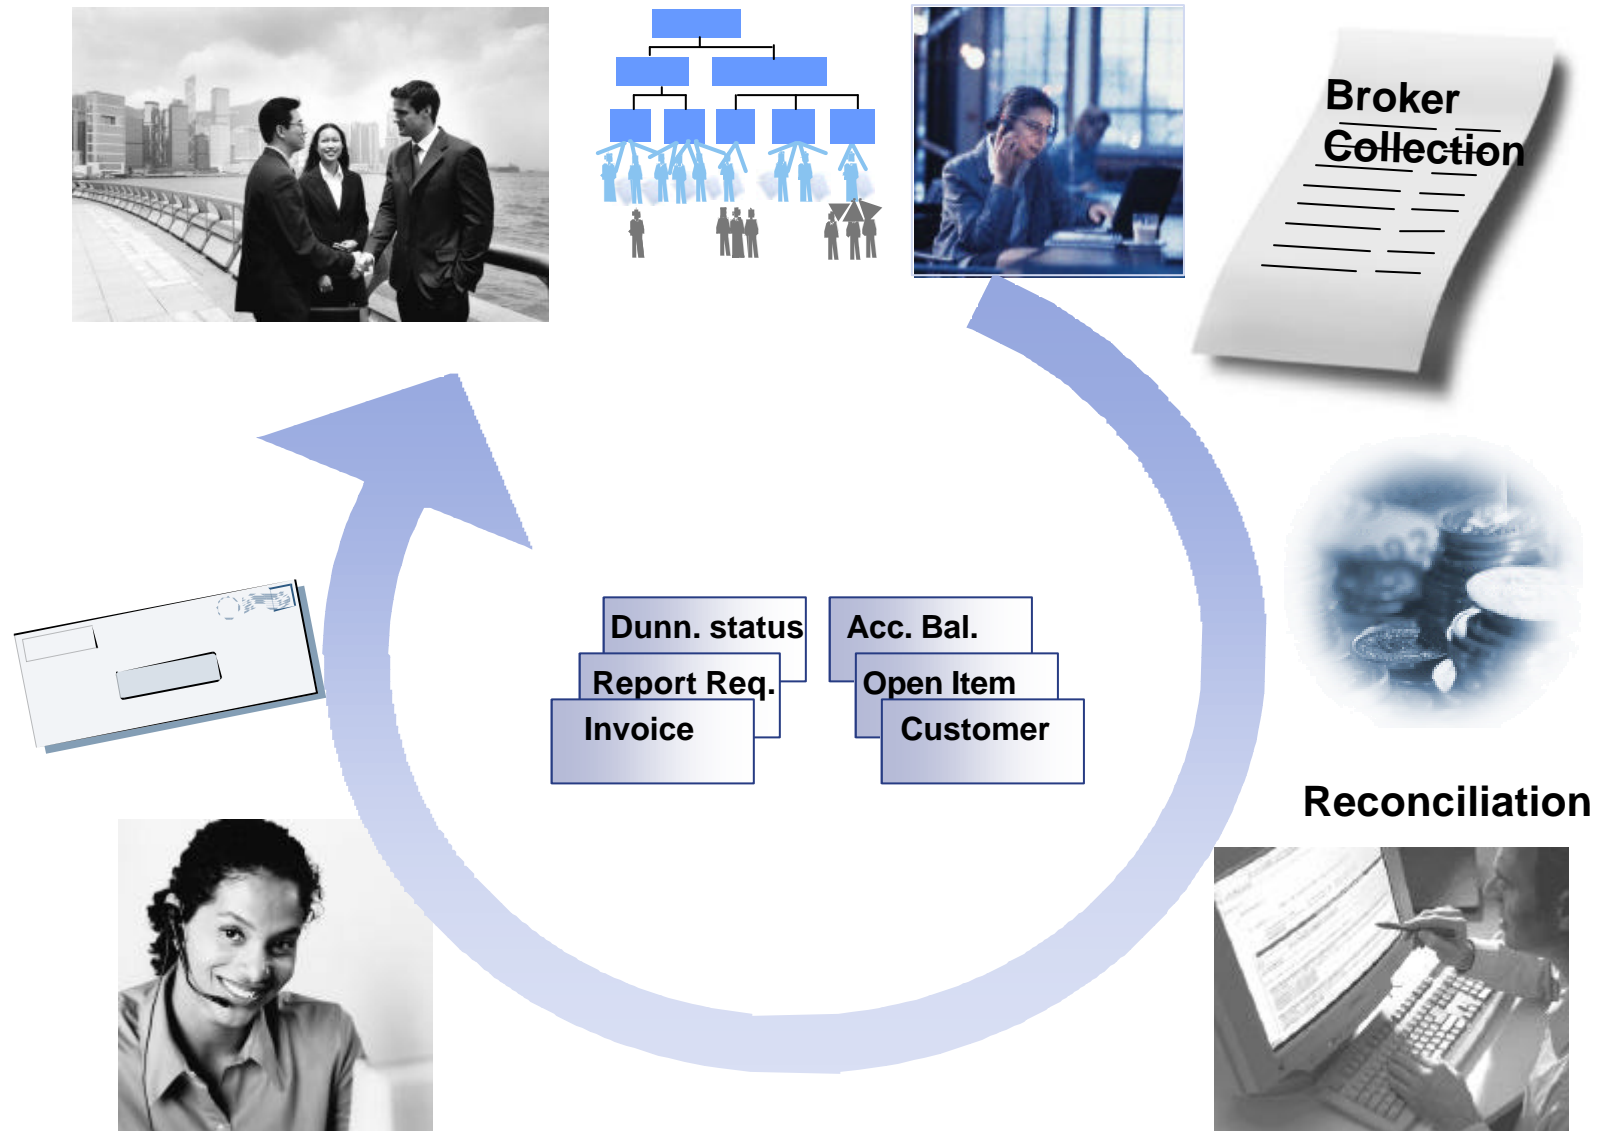 Broker
Collection
Dunn. status
Acc. Bal.
Report Req.
Open Item
Invoice
Customer
Reconciliation